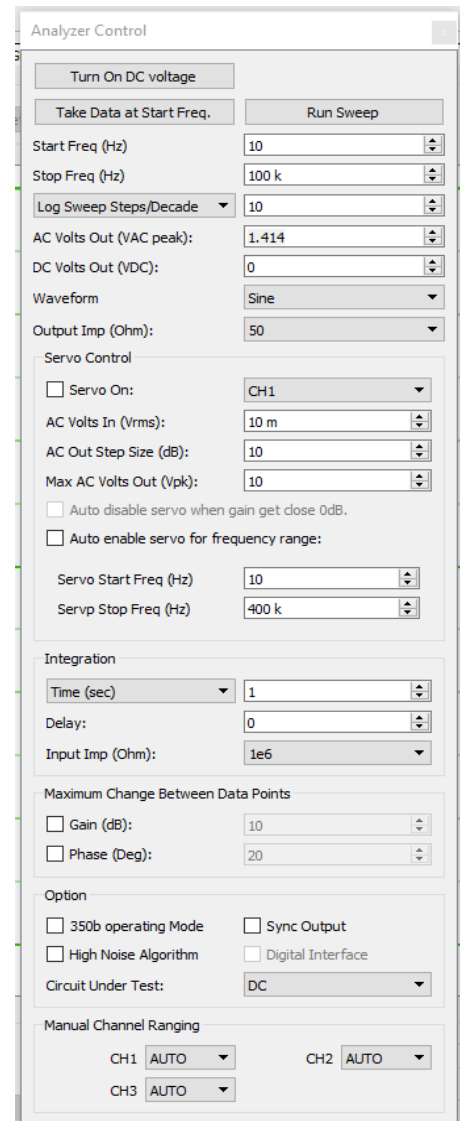 Analyzer Control
Turn On DC voltage
Take Data at Start Freq. Run Sweep
Start Freq (Hz) 10
Stop Freq (Hz) 100 k
Log Sweep Steps/Decade 10
AC Volts Out (VAC peak): 1.414
DC Volts Out (VDC): 0
Waveform Sine
Output Imp (Ohm): 50
Servo Control
Servo On: CH1
AC Volts In (Vrms): 10 m
AC Out Step Size (dB): 10
Max AC Volts Out (Vpk): 10
Auto disable servo when gain get close 0dB.
Auto enable servo for frequency range:
Servo Start Freq (Hz) 10
Servp Stop Freq (Hz) 400 k
Integration
Time (sec) 1
Delay: 0
Input Imp (Ohm): 1e6
Maximum Change Between Data Points
Gain (dB): 10
Phase (Deg): 20
Option
350b operating Mode Sync Output
High Noise Algorithm Digital Interface
Circuit Under Test: DC
Manual Channel Ranging
CH1 AUTO CH2 AUTO
CH3 AUTO